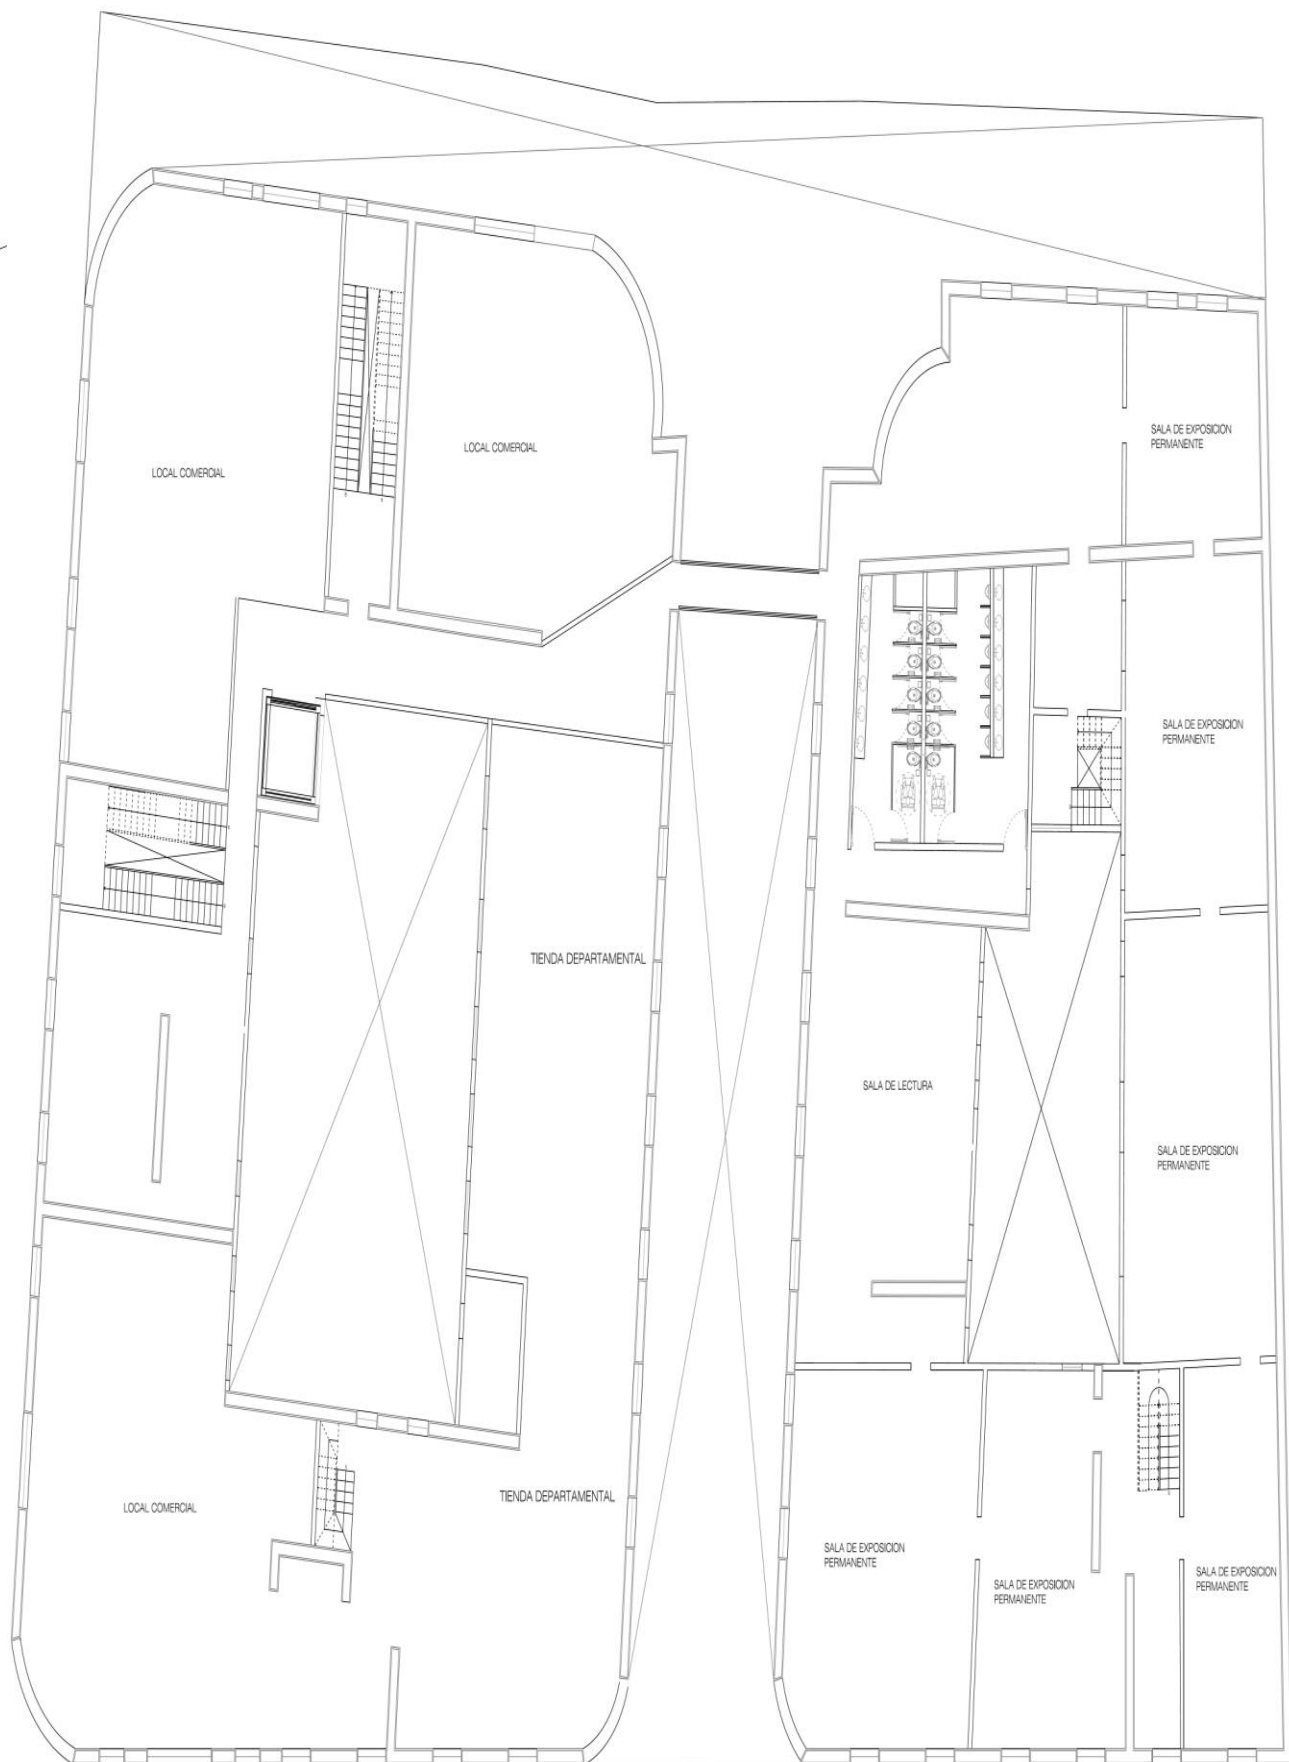 SALA DE EXPOSICION
PERMANENTE
LOCAL COMERCIAL
LOCAL COMERCIAL
SALA DE EXPOSICION
PERMANENTE
TIENDA DEPARTAMENTAL
SALA DE LECTURA
SALA DE EXPOSICION
PERMANENTE
TIENDA DEPARTAMENTAL
LOCAL COMERCIAL
SALA DE EXPOSICION
PERMANENTE
SALA DE EXPOSICION
PERMANENTE
SALA DE EXPOSICION
PERMANENTE